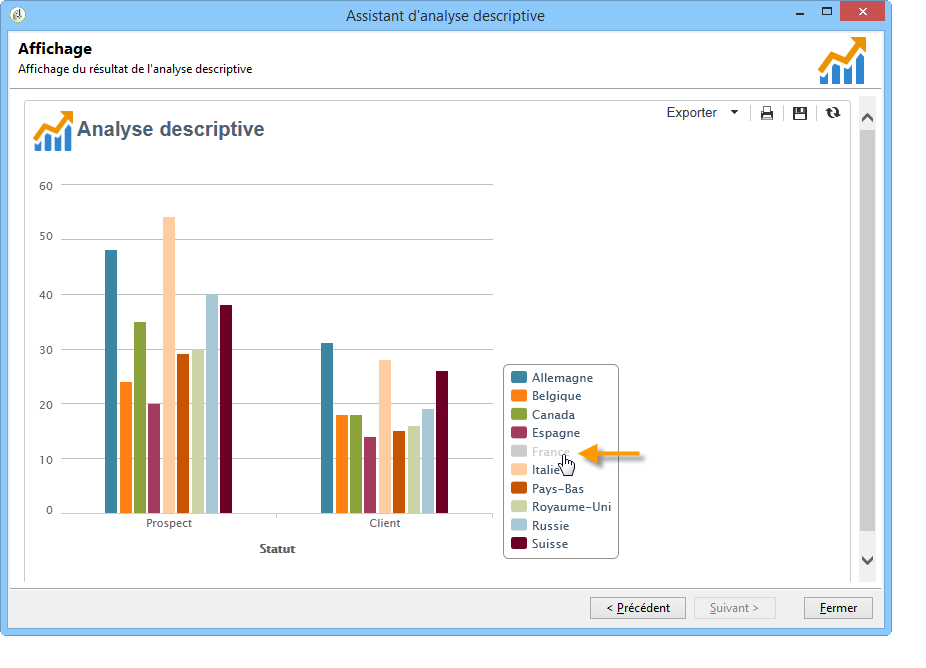 Assistant d'analyse descriptive
Affichage
Affichage du résultat de l'analyse descriptive
Exporter
Analyse descriptive
60
50
40
30
20
10
0
Prospect
Client
Statut
Allemagne
Belgique
Canada
Espagne
France
Italie
Pays-Bas
Royaume-Uni
Russie
Suisse
< Précédent
Suivant >
Fermer